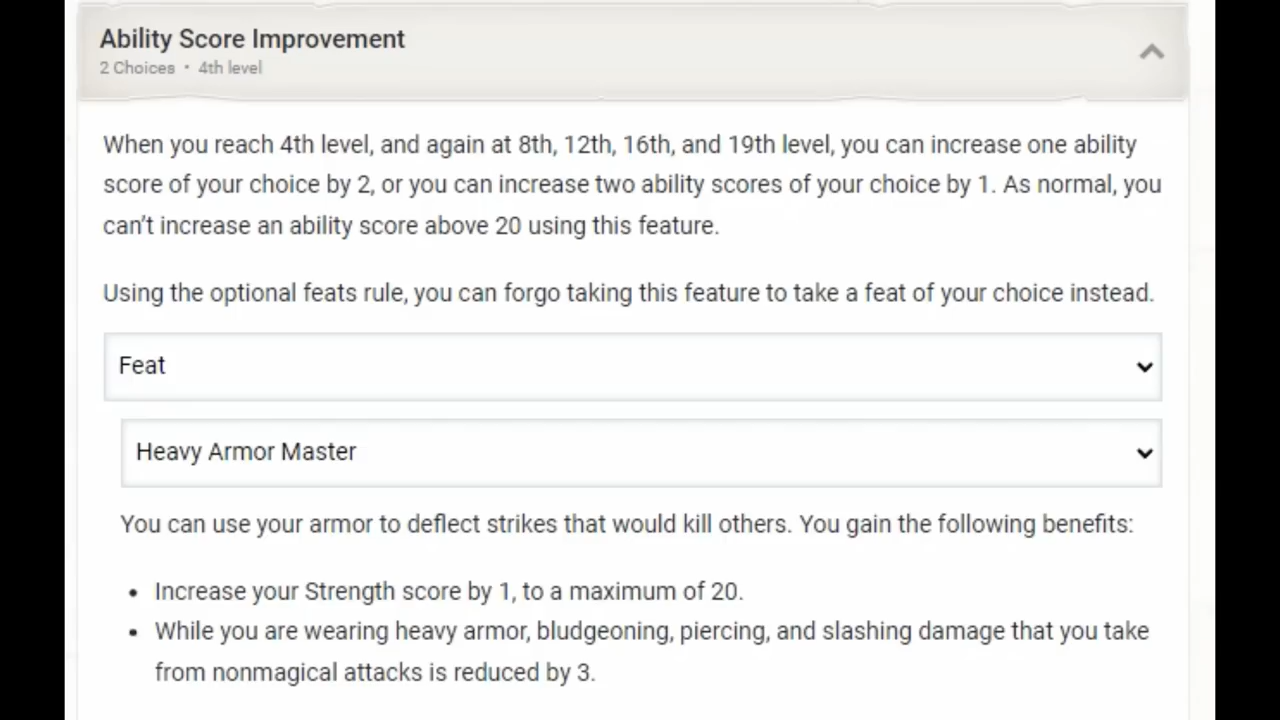 Ability Score Improvement
2 Choices • 4th level
When you reach 4th level, and again at 8th, 12th, 16th, and 19th level, you can increase one ability
score of your choice by 2, or you can increase two ability scores of your choice by 1. As normal, you
can’t increase an ability score above 20 using this feature.
Using the optional feats rule, you can forgo taking this feature to take a feat of your choice instead.
Feat
Heavy Armor Master
You can use your armor to deflect strikes that would kill others. You gain the following benefits:
• Increase your Strength score by 1, to a maximum of 20.
• While you are wearing heavy armor, bludgeoning, piercing, and slashing damage that you take
from nonmagical attacks is reduced by 3.